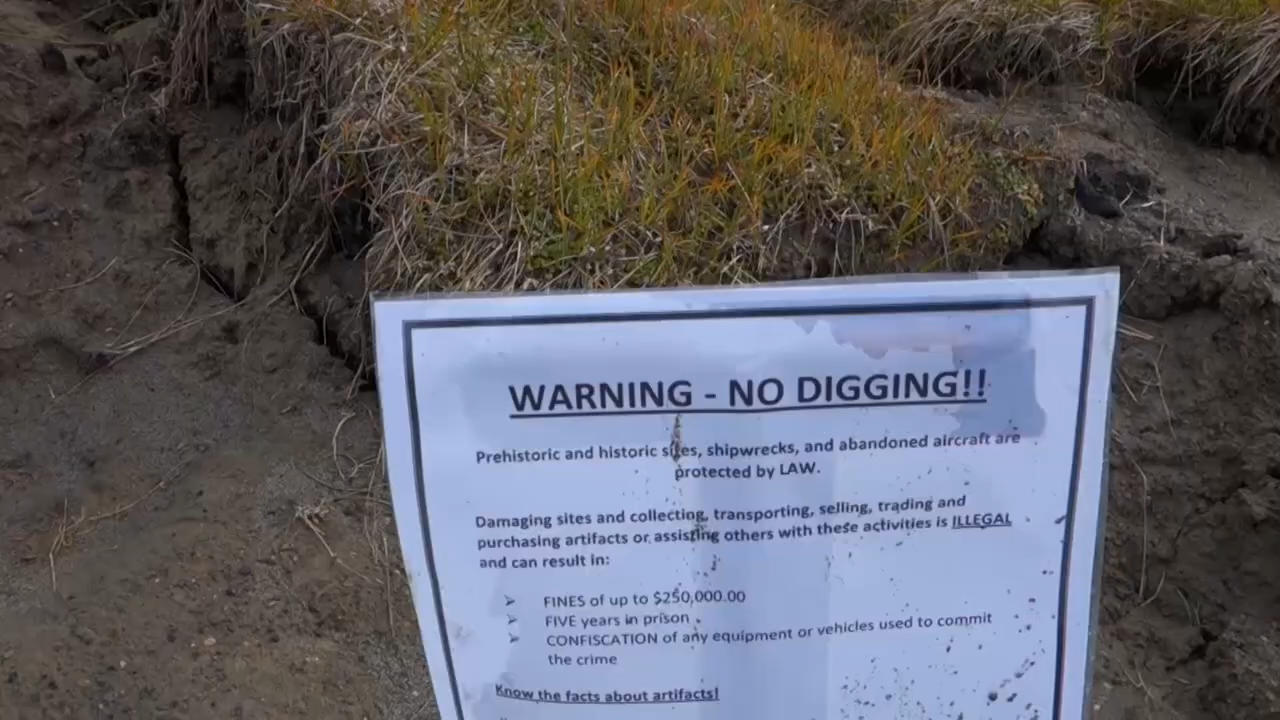 WARNING - NO DIGGING!!
Prehistoric and historic sites, shipwrecks, and abandoned aircraft are
protected by LAW.
Damaging sites and collecting, transporting, selling, trading and
purchasing artifacts or assisting others with these activities is ILLEGAL
and can result in:
➢ FINES of up to $250,000.00
➢ FIVE years in prison
➢ CONFISCATION of any equipment or vehicles used to commit
the crime
Know the facts about artifacts!